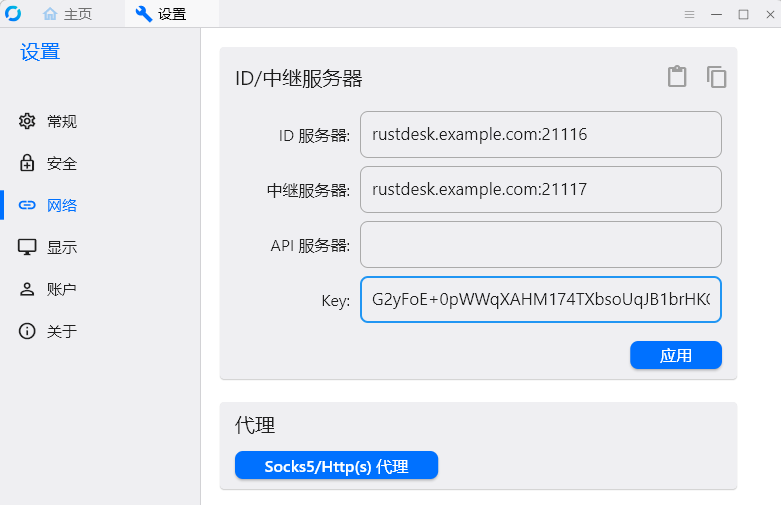 主页
设置
设置
常规
安全
网络
显示
账户
关于
ID/中继服务器
ID 服务器: rustdesk.example.com:21116
中继服务器: rustdesk.example.com:21117
API 服务器:
Key: G2yFoE+0pWWqXAHM174TXbsoUqJB1brHK
应用
代理
Socks5/Http(s) 代理